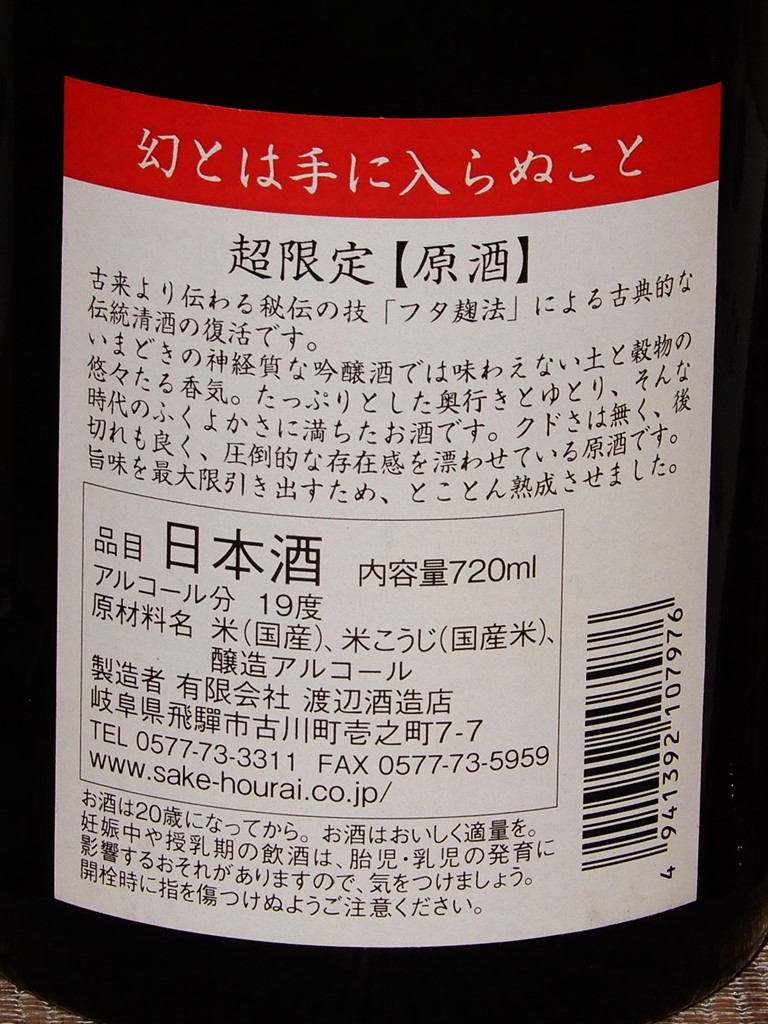 幻とは手に入らぬこと
超限定【原酒】
古来より伝わる秘伝の技「フタ麹法」による古典的な
伝統清酒の復活です。
いまどきの神経質な吟醸酒では味わえない土と穀物の
悠々たる香気。たっぷりとした奥行きとゆとり、そんな
時代のふくよかさに満ちたお酒です。クドさは無く、後
切れも良く、圧倒的な存在感を漂わせている原酒です。
旨味を最大限引き出すため、とことん熟成させました。
品目 日本酒 内容量720ml
アルコール分 19度
原材料名 米(国産)、米こうじ(国産米)、
醸造アルコール
製造者 有限会社 渡辺酒造店
岐阜県飛騨市古川町壱之町7-7
TEL 0577-73-3311 FAX 0577-73-5959
www.sake-hourai.co.jp/
お酒は20歳になってから。お酒はおいしく適量を。
妊娠中や授乳期の飲酒は、胎児・乳児の発育に
影響するおそれがありますので、気をつけましょう。
開栓時に指を傷つけぬようご注意ください。
4 941392 107976